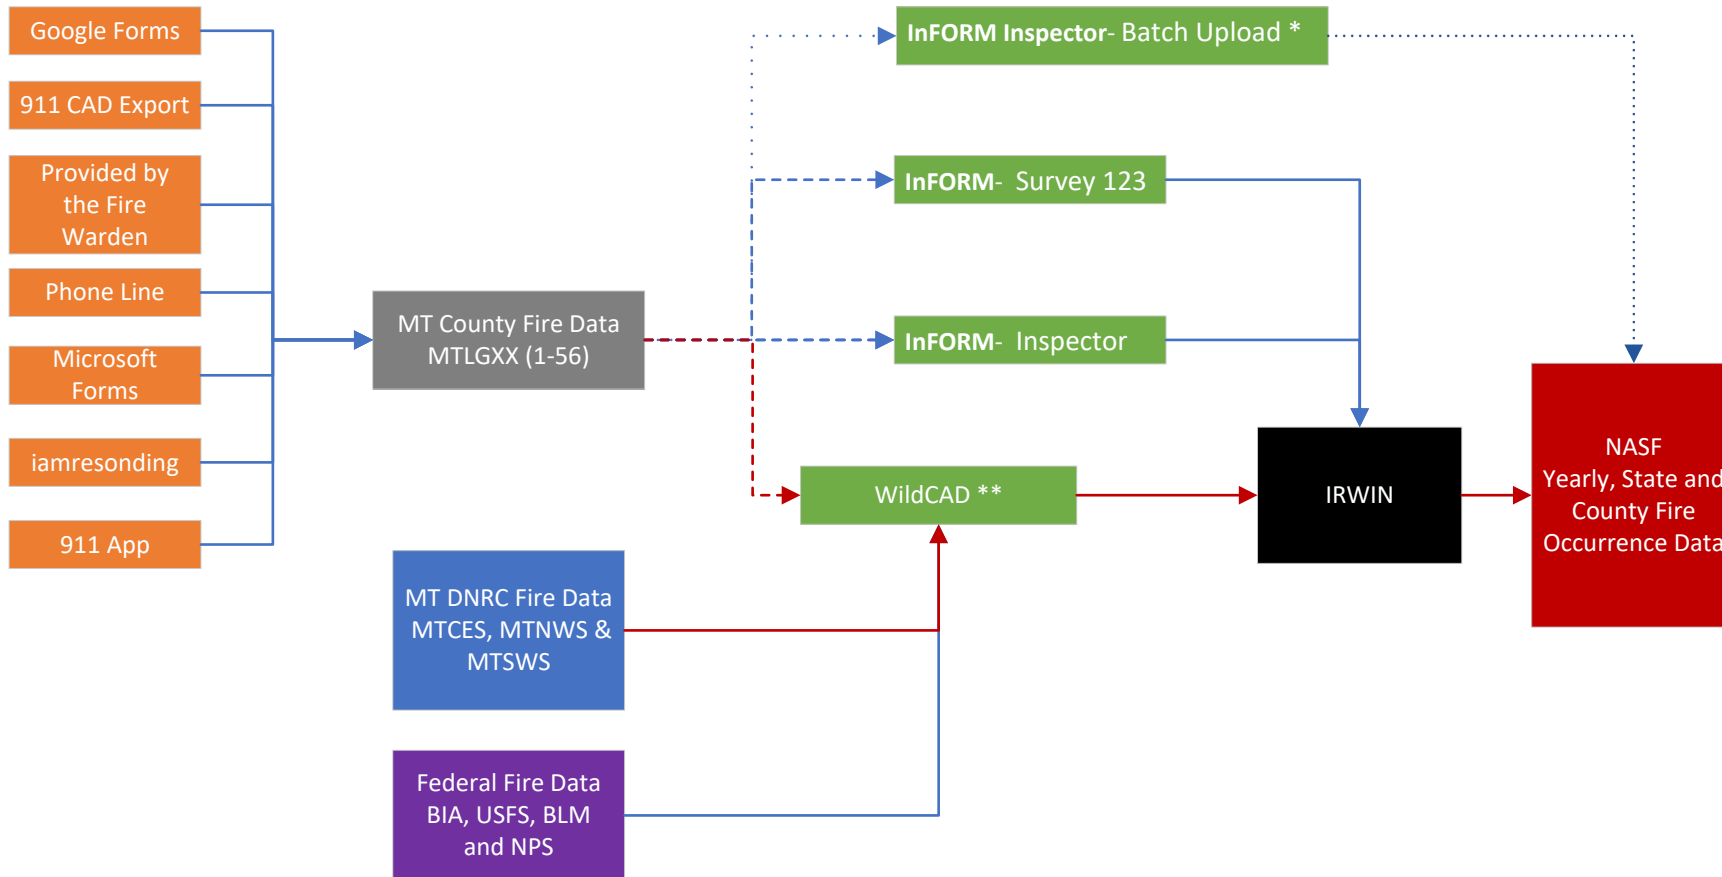 Google Forms
911 CAD Export
Provided by
the Fire
Warden
Phone Line
Microsoft
Forms
iamresonding
911 App
MT County Fire Data
MTLGXX (1-56)
MT DNRC Fire Data
MTCES, MTNWS &
MTSWS
Federal Fire Data
BIA, USFS, BLM
and NPS
InFORM Inspector- Batch Upload *
InFORM- Survey 123
InFORM- Inspector
WildCAD **
IRWIN
NASF
Yearly, State and
County Fire
Occurrence Data